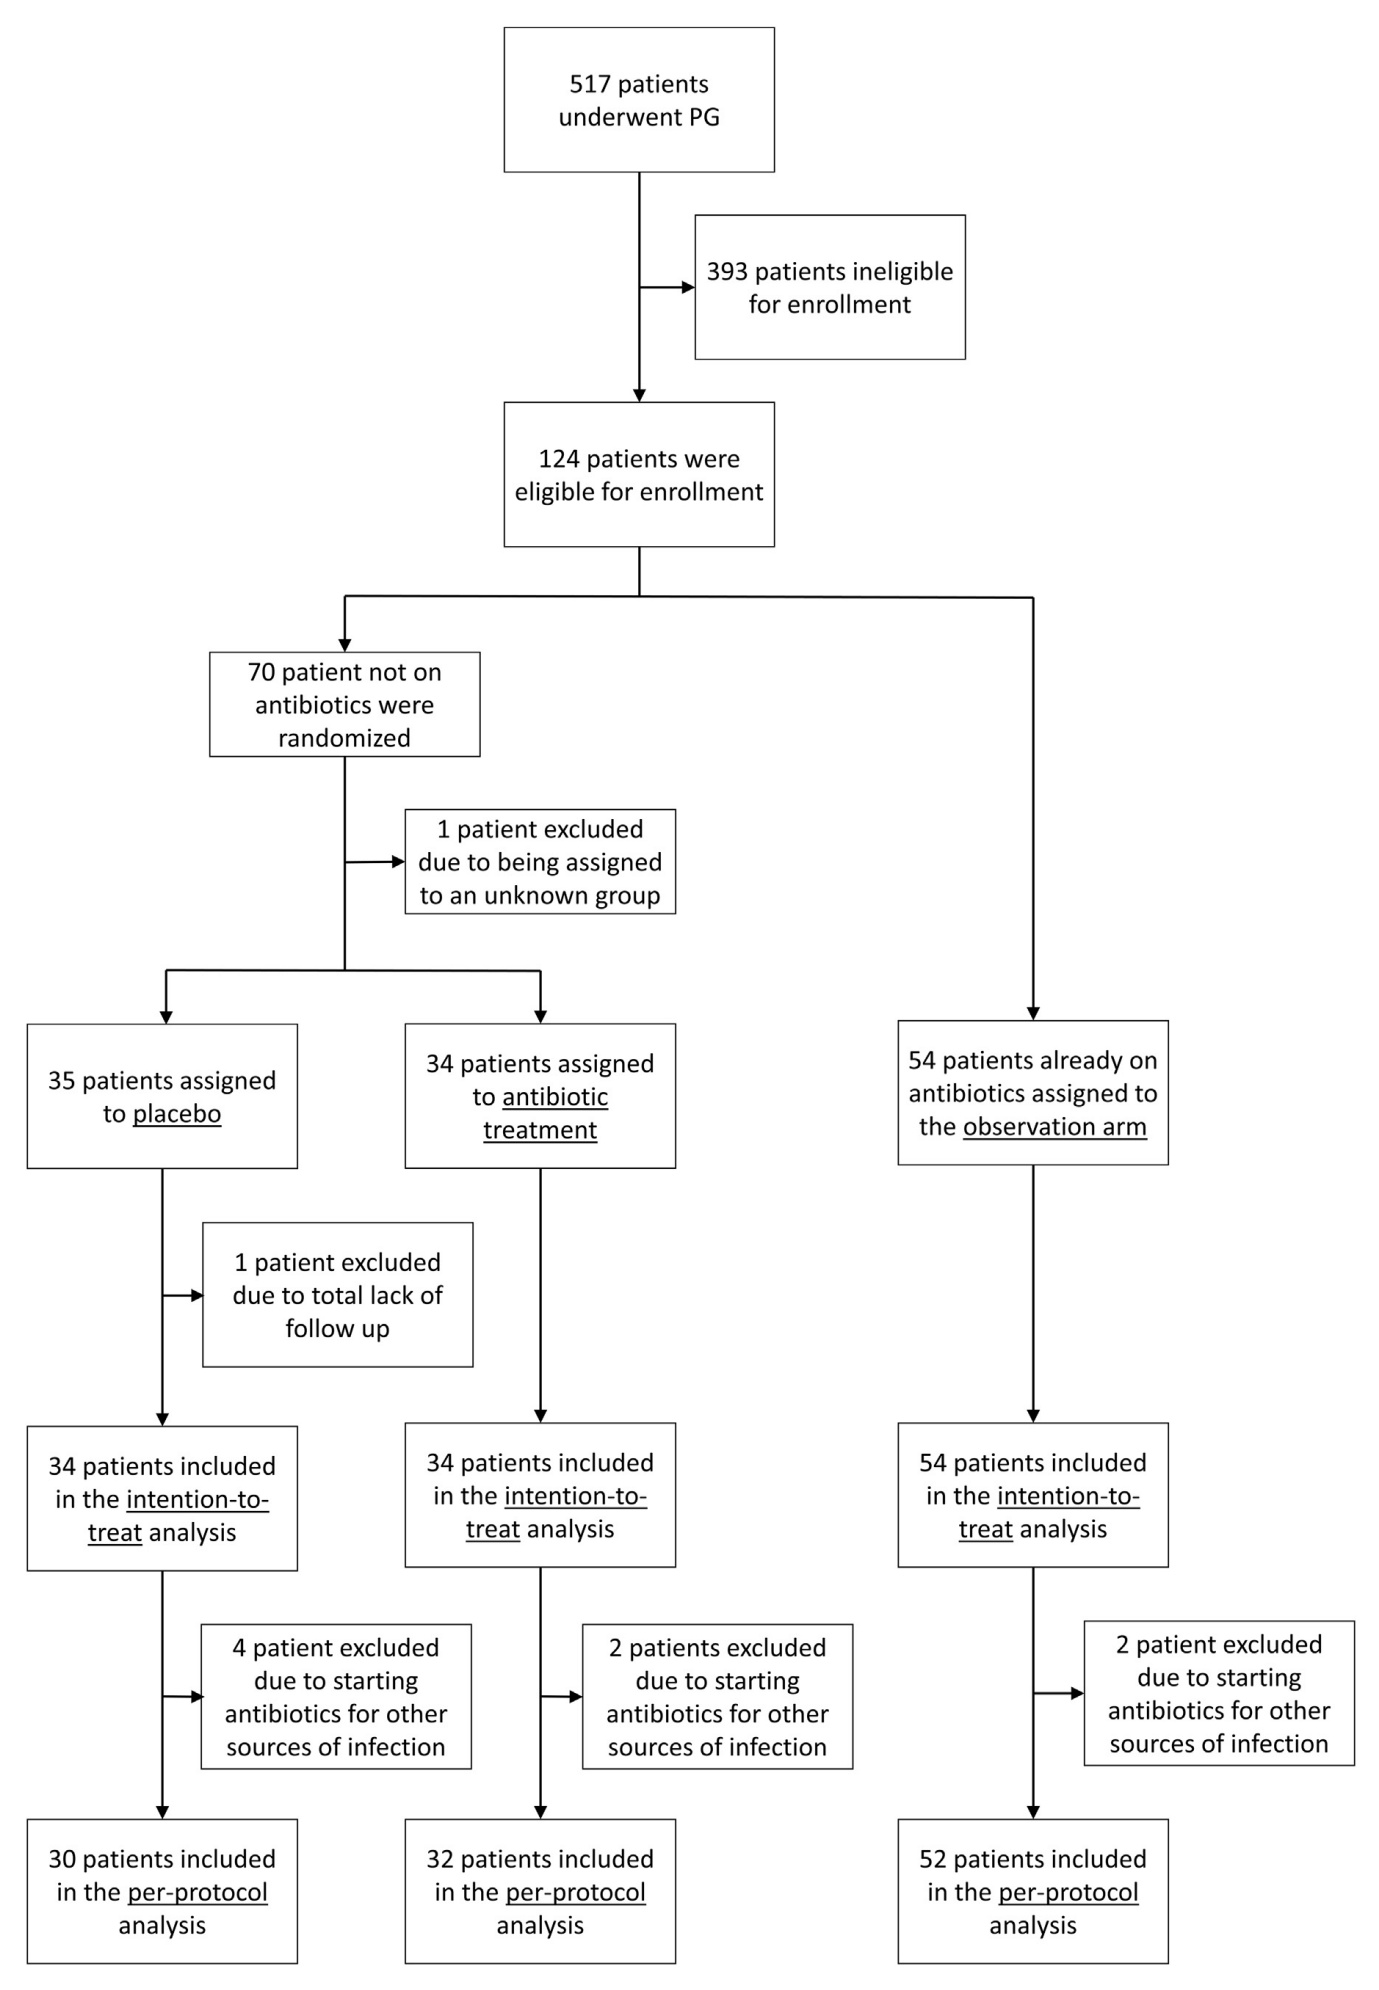 517 patients
underwent PG
393 patients ineligible
for enrollment
124 patients were
eligible for enrollment
70 patient not on
antibiotics were
randomized
1 patient excluded
due to being assigned
to an unknown group
35 patients assigned
to placebo
34 patients assigned
to antibiotic
treatment
54 patients already on
antibiotics assigned to
the observation arm
1 patient excluded
due to total lack of
follow up
34 patients included
in the intention-to-
treat analysis
34 patients included
in the intention-to-
treat analysis
54 patients included
in the intention-to-
treat analysis
4 patient excluded
due to starting
antibiotics for other
sources of infection
2 patients excluded
due to starting
antibiotics for other
sources of infection
2 patient excluded
due to starting
antibiotics for other
sources of infection
30 patients included
in the per-protocol
analysis
32 patients included
in the per-protocol
analysis
52 patients included
in the per-protocol
analysis